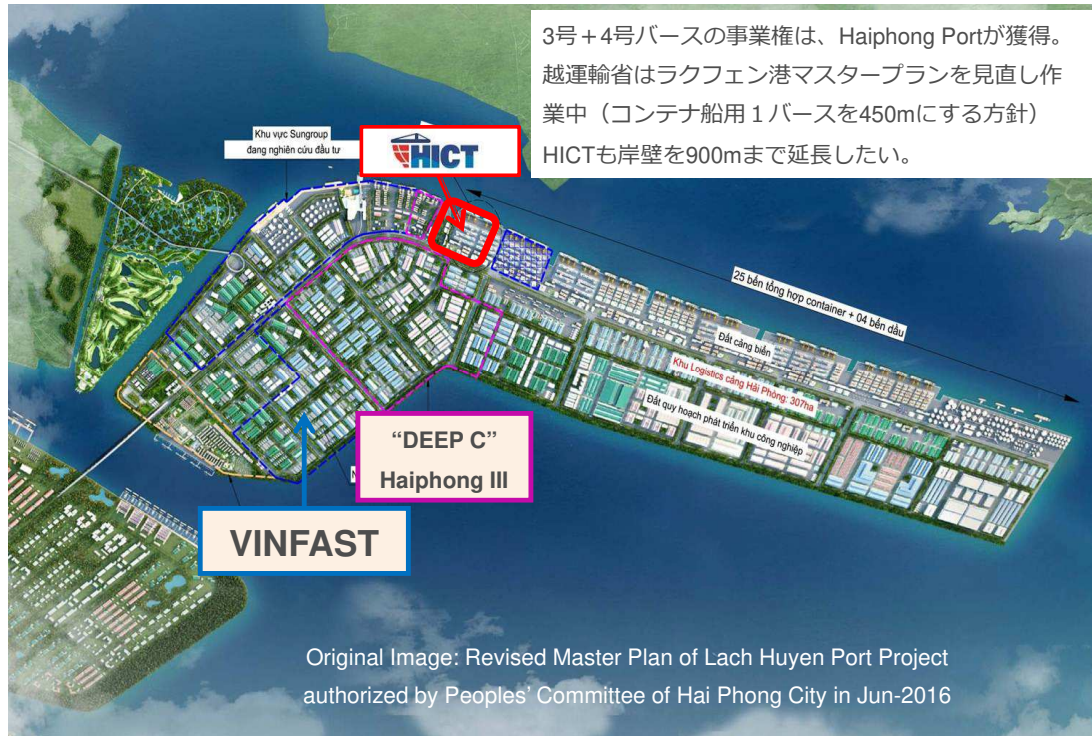 3号＋4号バースの事業権は、Haiphong Portが獲得。
越運輸省はラクフェン港マスタープランを見直し作
業中（コンテナ船用１バースを450mにする方針）
HICTも岸壁を900mまで延長したい。
Khu vực Sungroup
đang nghiên cứu đầu tư
HICT
25 bến tổng hợp container + 04 bến dầu
Đất cảng biển
Khu Logistics cảng Hải Phòng: 307ha
Đất quy hoạch phát triển khu công nghiệp
“DEEP C”
Haiphong III
VINFAST
Original Image: Revised Master Plan of Lach Huyen Port Project
authorized by Peoples’ Committee of Hai Phong City in Jun-2016